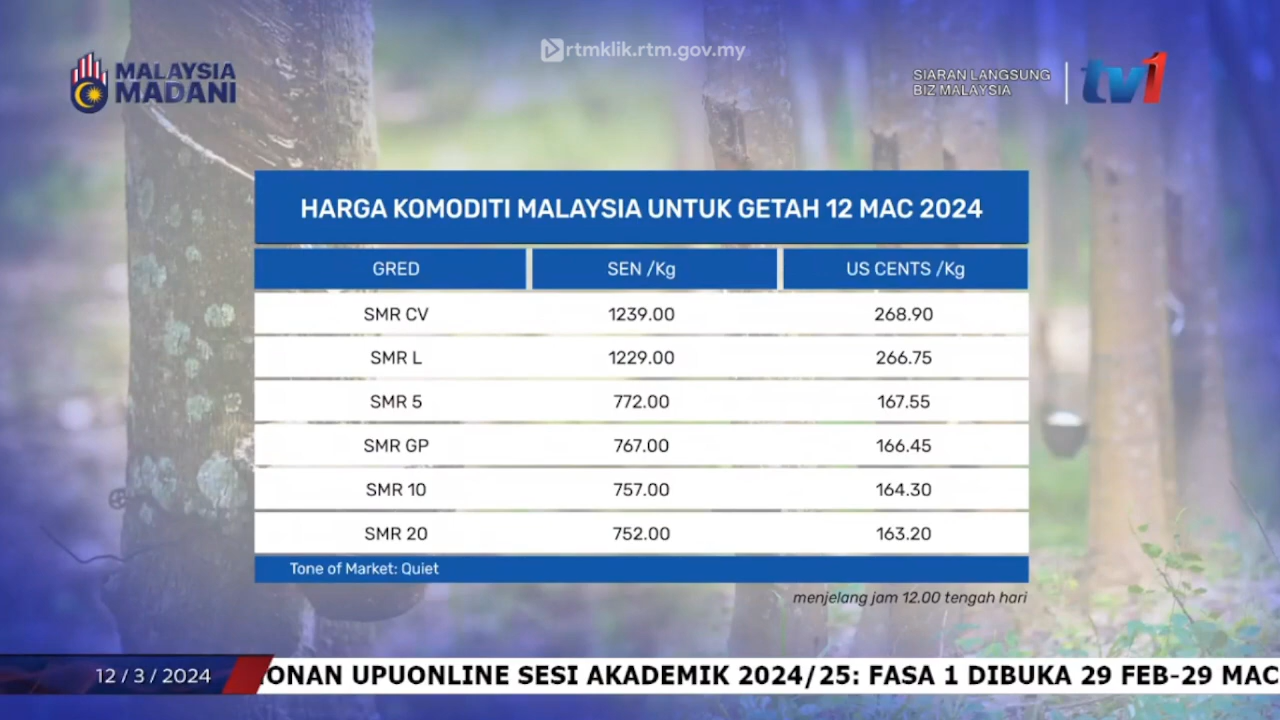 rtmklik.rtm.gov.my
MALAYSIA
MADANI
SIARAN LANGSUNG
BIZ MALAYSIA
tv1
HARGA KOMODITI MALAYSIA UNTUK GETAH 12 MAC 2024
GRED SEN /Kg US CENTS /Kg
SMR CV 1239.00 268.90
SMR L 1229.00 266.75
SMR 5 772.00 167.55
SMR GP 767.00 166.45
SMR 10 757.00 164.30
SMR 20 752.00 163.20
Tone of Market: Quiet
menjelang jam 12.00 tengah hari
12 / 3 / 2024 ONAN UPUONLINE SESI AKADEMIK 2024/25: FASA 1 DIBUKA 29 FEB-29 MAC